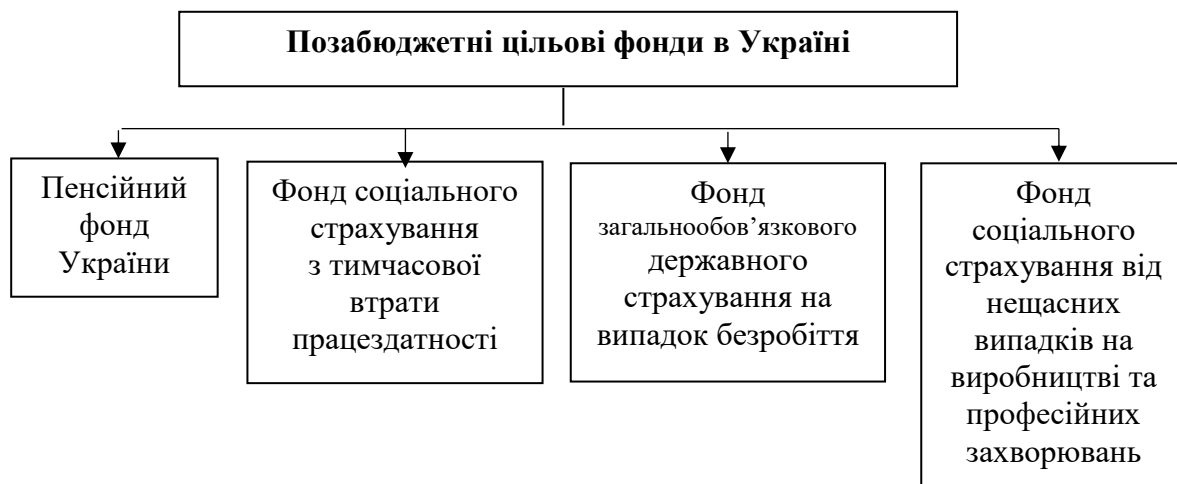 Позабюджетні цільові фонди в Україні
Пенсійний
фонд
України
Фонд соціального
страхування
з тимчасової
втрати
працездатності
Фонд
загальнообов’язкового
державного
страхування на
випадок безробіття
Фонд
соціального
страхування від
нещасних
випадків на
виробництві та
професійних
захворювань